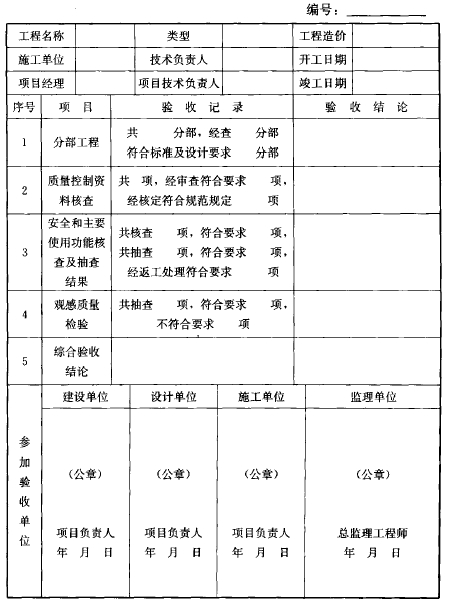 编号：
工程名称 类型 工程造价
施工单位 技术负责人 开工日期
项目经理 项目技术负责人 竣工日期
序号 项 目 验 收 记 录 验 收 结 论
1 分部工程 共 分部，经查 分部
符合标准及设计要求 分部
2 质量控制资
料核查 共 项，经审查符合要求 项，
经核定符合规范规定 项
3 安全和主要
使用功能核
查及抽查
结果 共核查 项，符合要求 项，
共抽查 项，符合要求 项，
经返工处理符合要求 项
4 观感质量
检验 共抽查 项，符合要求 项，
不符合要求 项
5 综合验收
结论
参加验收单位
建设单位 设计单位 施工单位 监理单位
（公章） （公章） （公章） （公章）
项目负责人 项目负责人 项目负责人 总监理工程师
年 月 日 年 月 日 年 月 日 年 月 日